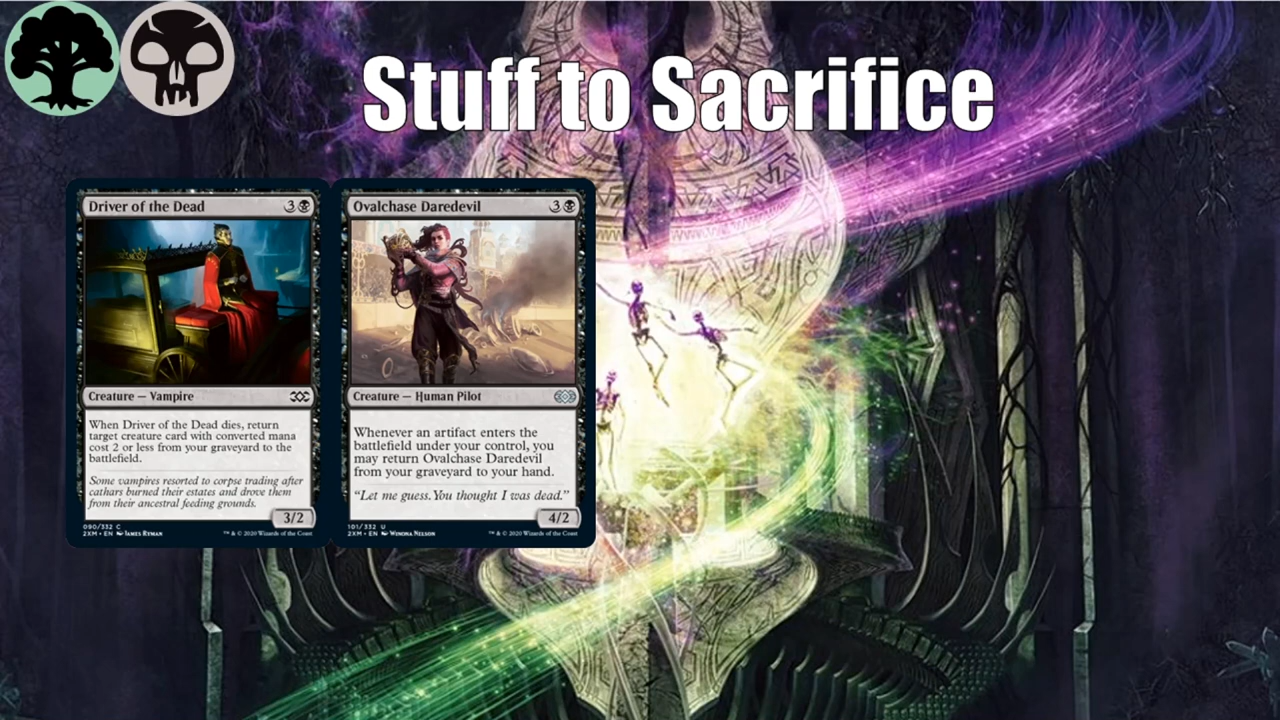 Stuff to Sacrifice
Driver of the Dead 3
Creature — Vampire
When Driver of the Dead dies, return
target creature card with converted mana
cost 2 or less from your graveyard to the
battlefield.
Some vampires resorted to corpse trading after
cathars burned their estates and drove them
from their ancestral feeding grounds.
3/2
090/332 C
2XM • EN James Ryman
™ & © 2020 Wizards of the Coast
Ovalchase Daredevil 3
Creature — Human Pilot
Whenever an artifact enters the
battlefield under your control, you
may return Ovalchase Daredevil
from your graveyard to your hand.
“Let me guess. You thought I was dead.”
4/2
101/332 U
2XM • EN Winona Nelson
™ & © 2020 Wizards of the Coast